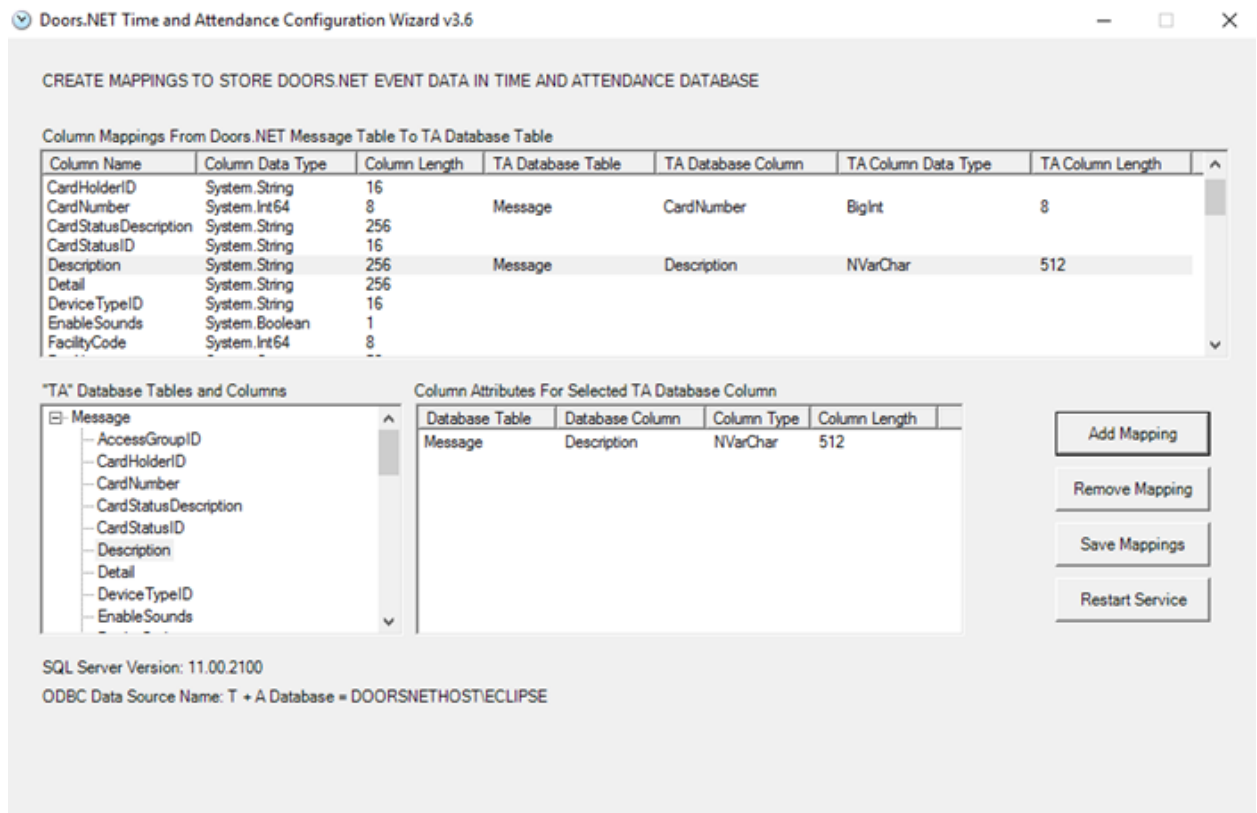 Doors.NET Time and Attendance Configuration Wizard v3.6
CREATE MAPPINGS TO STORE DOORS.NET EVENT DATA IN TIME AND ATTENDANCE DATABASE
Column Mappings From Doors.NET Message Table To TA Database Table
Column Name Column Data Type Column Length TA Database Table TA Database Column TA Column Data Type TA Column Length
CardHolderID System.String 16
CardNumber System.Int64 8 Message CardNumber BigInt 8
CardStatusDescription System.String 256
CardStatusID System.String 16
Description System.String 256 Message Description NVarChar 512
Detail System.String 256
DeviceTypeID System.String 16
EnableSounds System.Boolean 1
FacilityCode System.Int64 8
"TA" Database Tables and Columns
Message
AccessGroupID
CardHolderID
CardNumber
CardStatusDescription
CardStatusID
Description
Detail
DeviceTypeID
EnableSounds
Column Attributes For Selected TA Database Column
Database Table Database Column Column Type Column Length
Message Description NVarChar 512
Add Mapping
Remove Mapping
Save Mappings
Restart Service
SQL Server Version: 11.00.2100
ODBC Data Source Name: T + A Database = DOORSNETHOST\ECLIPSE